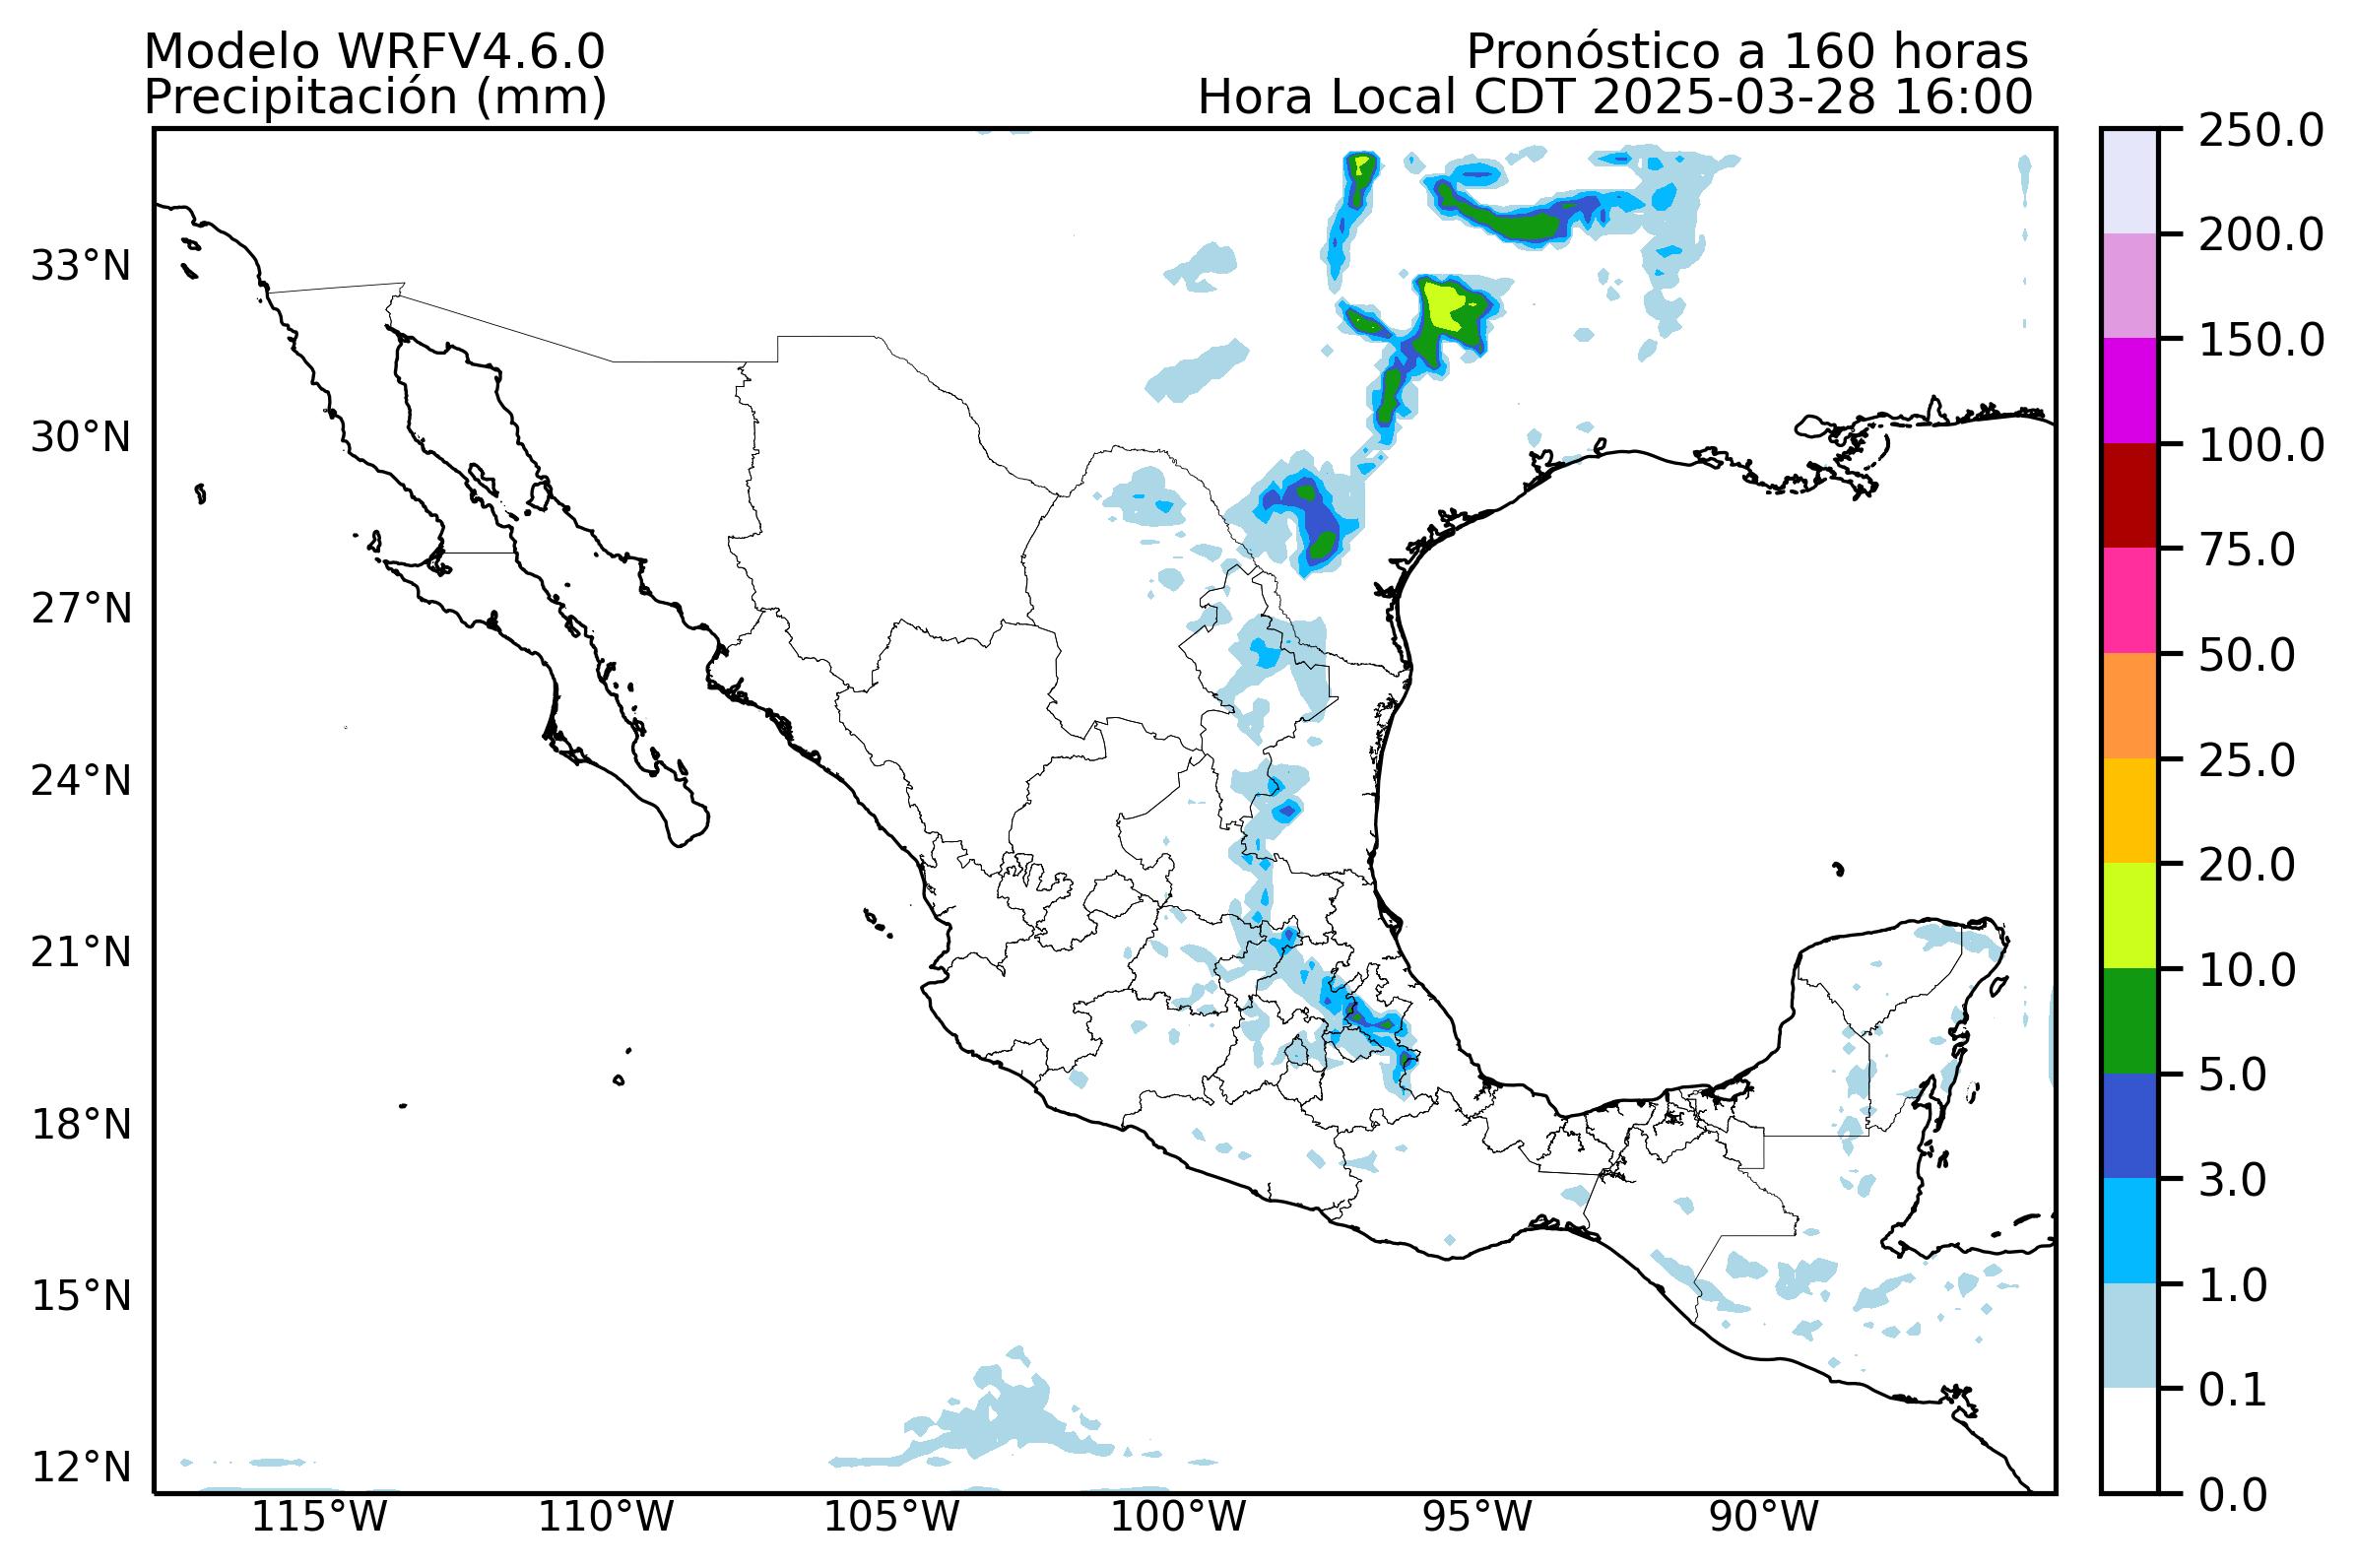 Modelo WRFV4.6.0
Precipitación (mm)
Pronóstico a 160 horas
Hora Local CDT 2025-03-28 16:00
33°N
30°N
27°N
24°N
21°N
18°N
15°N
12°N
115°W
110°W
105°W
100°W
95°W
90°W
250.0
200.0
150.0
100.0
75.0
50.0
25.0
20.0
10.0
5.0
3.0
1.0
0.1
0.0